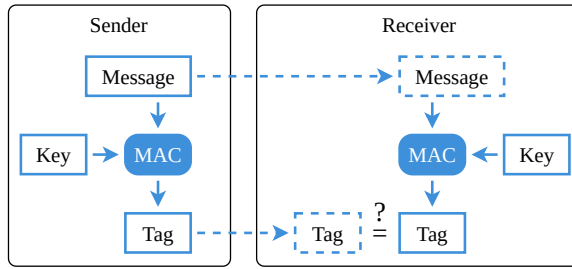 Sender
Receiver
Message
Message
Key
MAC
MAC
Key
Tag
Tag
?
=
Tag